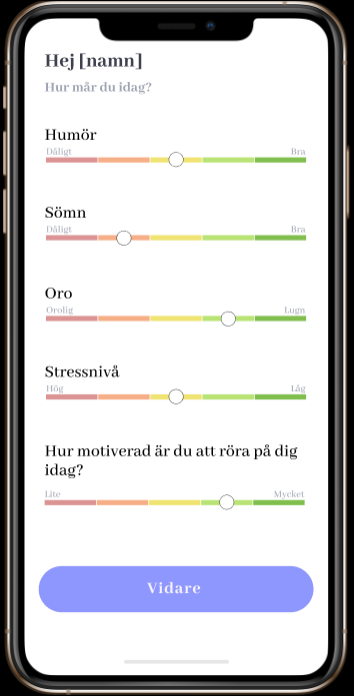 Hej [namn]
Hur mår du idag?
Humör
Dåligt Bra
Sömn
Dåligt Bra
Oro
Orolig Lugn
Stressnivå
Hög Låg
Hur motiverad är du att röra på dig
idag?
Lite Mycket
Vidare